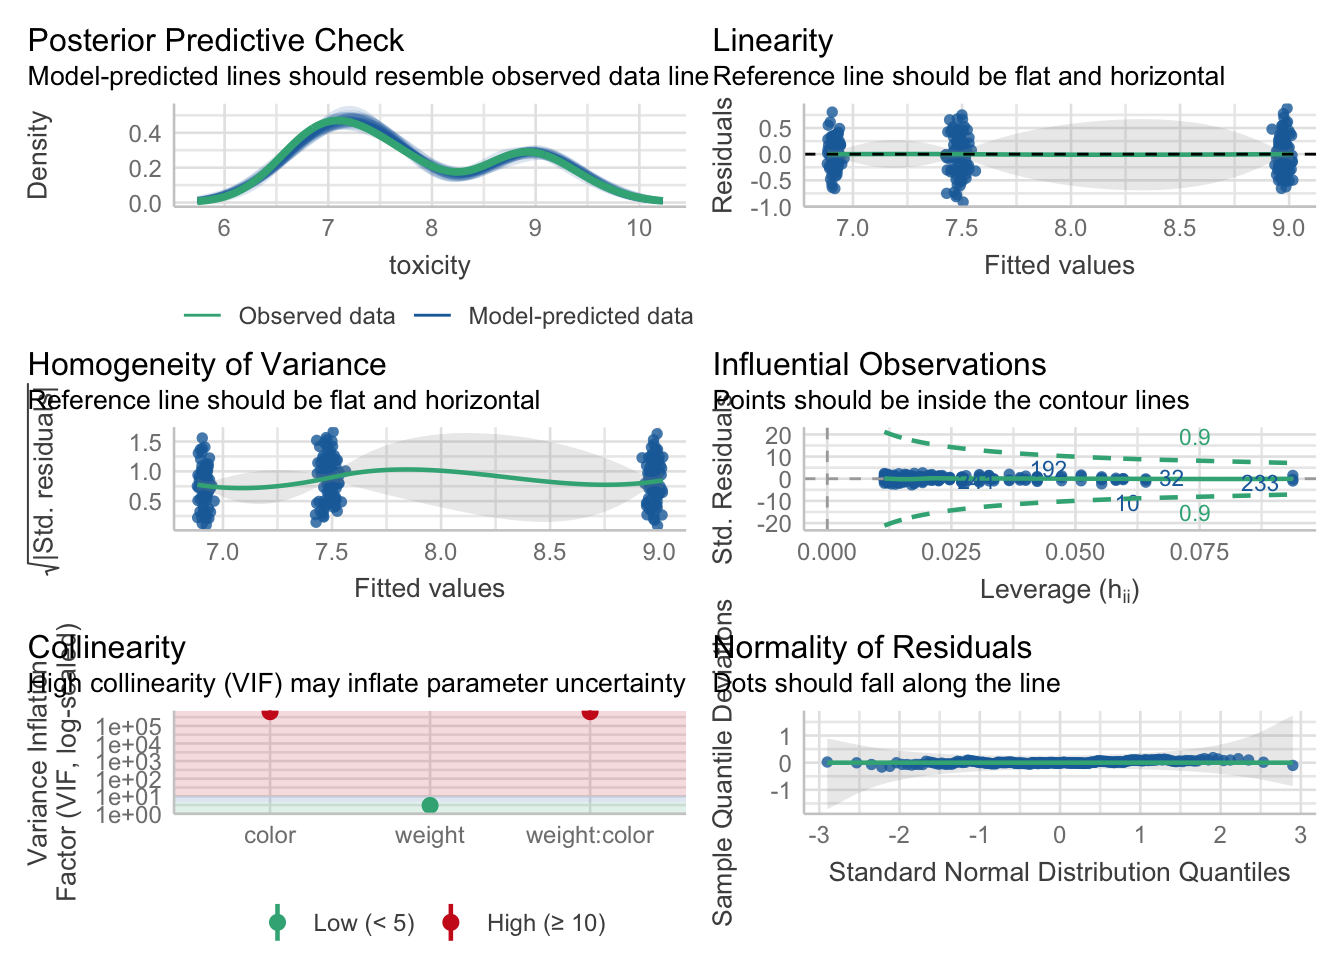 Posterior Predictive Check
Model-predicted lines should resemble observed data line
Density
0.4
0.2
0.0
6 7 8 9 10
toxicity
Observed data Model-predicted data
Linearity
Reference line should be flat and horizontal
Residuals
0.5
0.0
-0.5
-1.0
7.0 7.5 8.0 8.5 9.0
Fitted values
Homogeneity of Variance
Reference line should be flat and horizontal
√|Std. residuals|
1.5
1.0
0.5
7.0 7.5 8.0 8.5 9.0
Fitted values
Influential Observations
Points should be inside the contour lines
Std. Residuals
20
10
0
-10
-20
0.9
192
241
32
233
10
0.9
0.000 0.025 0.050 0.075
Leverage (hii)
Collinearity
High collinearity (VIF) may inflate parameter uncertainty
Variance Inflation
Factor (VIF, log-scaled)
1e+05
1e+04
1e+03
1e+02
1e+01
1e+00
color weight weight:color
Low (< 5) High (≥ 10)
Normality of Residuals
Dots should fall along the line
Sample Quantile Deviations
1
0
-1
-3 -2 -1 0 1 2 3
Standard Normal Distribution Quantiles